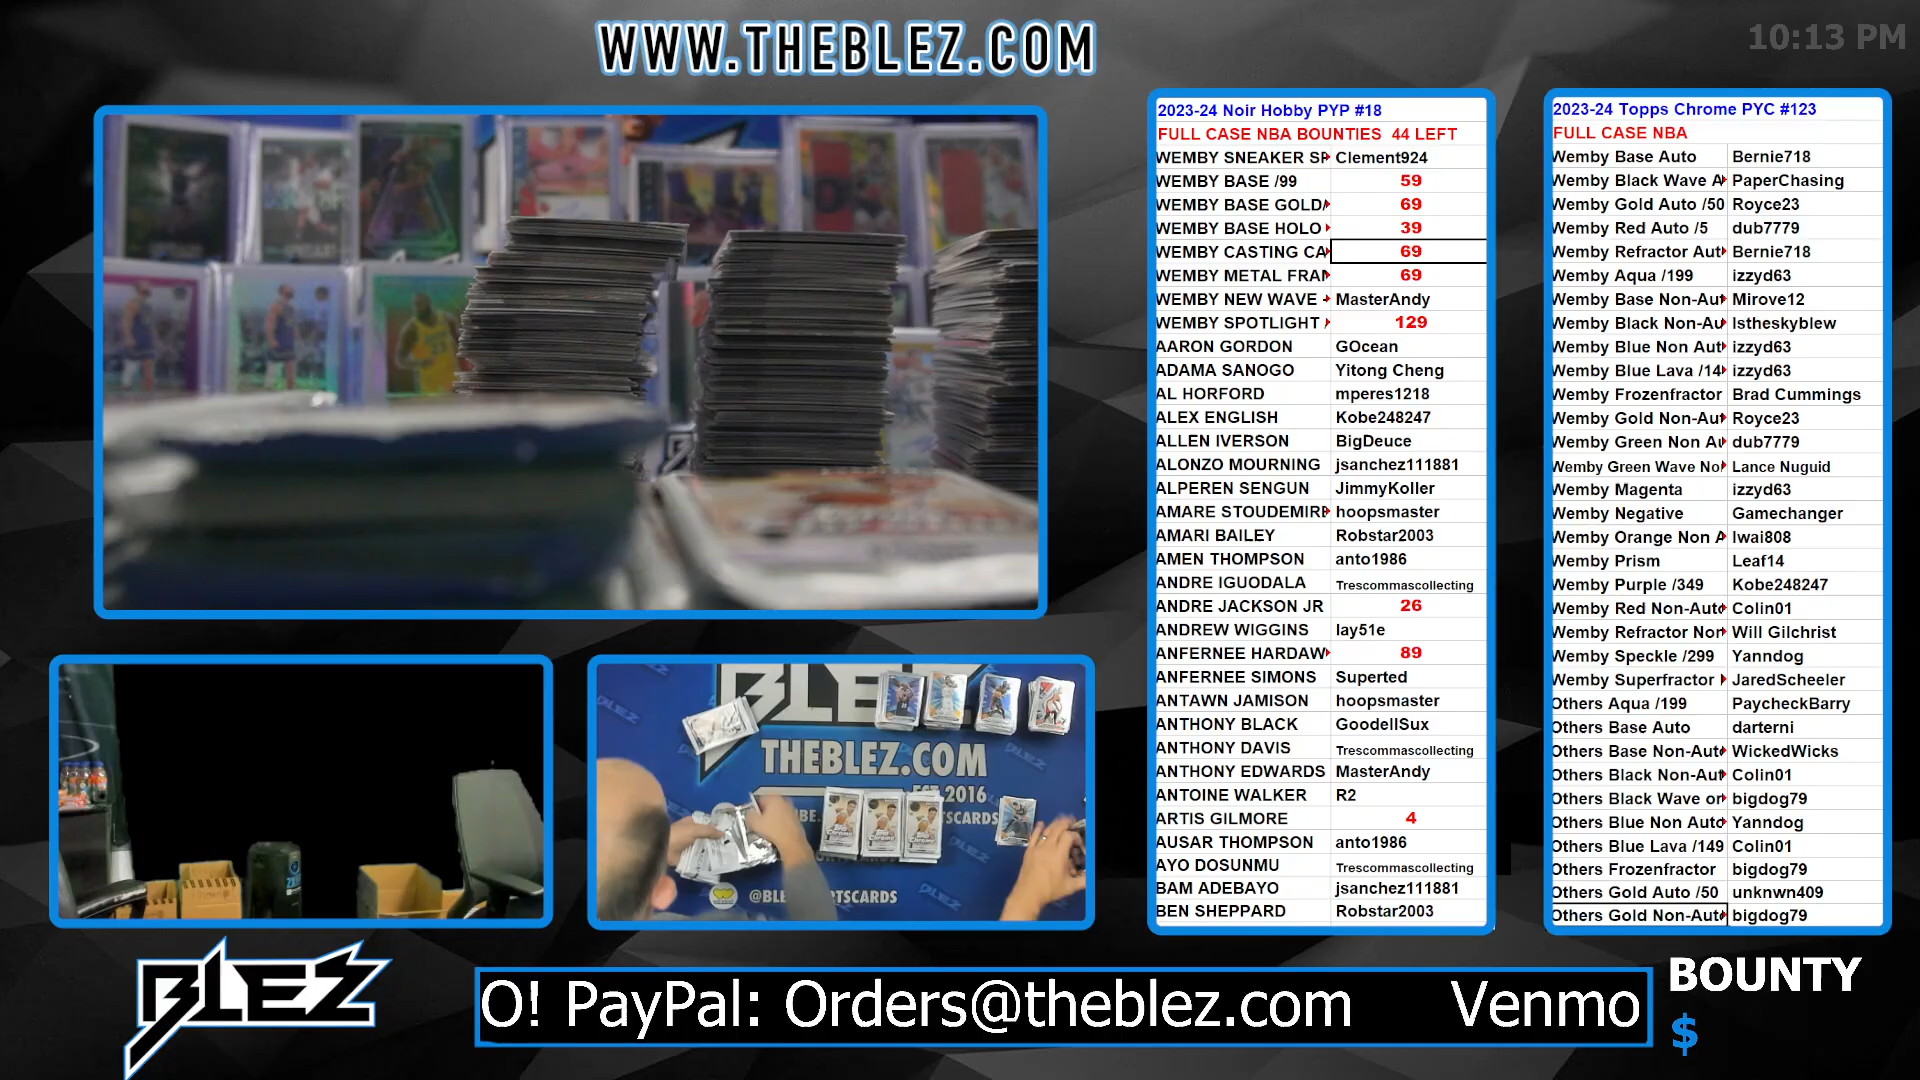 WWW.THEBLEZ.COM
10:13 PM
2023-24 Noir Hobby PYP #18
FULL CASE NBA BOUNTIES 44 LEFT
WEMBY SNEAKER SP Clement924
WEMBY BASE /99 59
WEMBY BASE GOLD/ 69
WEMBY BASE HOLO 39
WEMBY CASTING CA 69
WEMBY METAL FRAM 69
WEMBY NEW WAVE - MasterAndy
WEMBY SPOTLIGHT 129
AARON GORDON GOcean
ADAMA SANOGO Yitong Cheng
AL HORFORD mperes1218
ALEX ENGLISH Kobe248247
ALLEN IVERSON BigDeuce
ALONZO MOURNING jsanchez111881
ALPEREN SENGUN JimmyKoller
AMARE STOUDEMIRE hoopsmaster
AMARI BAILEY Robstar2003
AMEN THOMPSON anto1986
ANDRE IGUODALA Trescommascollecting
ANDRE JACKSON JR 26
ANDREW WIGGINS lay51e
ANFERNEE HARDAW 89
ANFERNEE SIMONS Superted
ANTAWN JAMISON hoopsmaster
ANTHONY BLACK GoodellSux
ANTHONY DAVIS Trescommascollecting
ANTHONY EDWARDS MasterAndy
ANTOINE WALKER R2
ARTIS GILMORE 4
AUSAR THOMPSON anto1986
AYO DOSUNMU Trescommascollecting
BAM ADEBAYO jsanchez111881
BEN SHEPPARD Robstar2003
2023-24 Topps Chrome PYC #123
FULL CASE NBA
Wemby Base Auto Bernie718
Wemby Black Wave A PaperChasing
Wemby Gold Auto /50 Royce23
Wemby Red Auto /5 dub7779
Wemby Refractor Aut Bernie718
Wemby Aqua /199 izzyd63
Wemby Base Non-Aut Mirove12
Wemby Black Non-Au Istheskyblew
Wemby Blue Non Aut izzyd63
Wemby Blue Lava /14 izzyd63
Wemby Frozenfractor Brad Cummings
Wemby Gold Non-Aut Royce23
Wemby Green Non Au dub7779
Wemby Green Wave No Lance Nuguid
Wemby Magenta izzyd63
Wemby Negative Gamechanger
Wemby Orange Non A Iwai808
Wemby Prism Leaf14
Wemby Purple /349 Kobe248247
Wemby Red Non-Auto Colin01
Wemby Refractor Non Will Gilchrist
Wemby Speckle /299 Yanndog
Wemby Superfractor JaredScheeler
Others Aqua /199 PaycheckBarry
Others Base Auto darterni
Others Base Non-Auto WickedWicks
Others Black Non-Aut Colin01
Others Black Wave or bigdog79
Others Blue Non Auto Yanndog
Others Blue Lava /149 Colin01
Others Frozenfractor bigdog79
Others Gold Auto /50 unknwn409
Others Gold Non-Auto bigdog79
BLEZ
THEBLEZ.COM
EST.2016
@BLE RTSCARDS
BLEZ
O! PayPal: Orders@theblez.com Venmo
BOUNTY
$